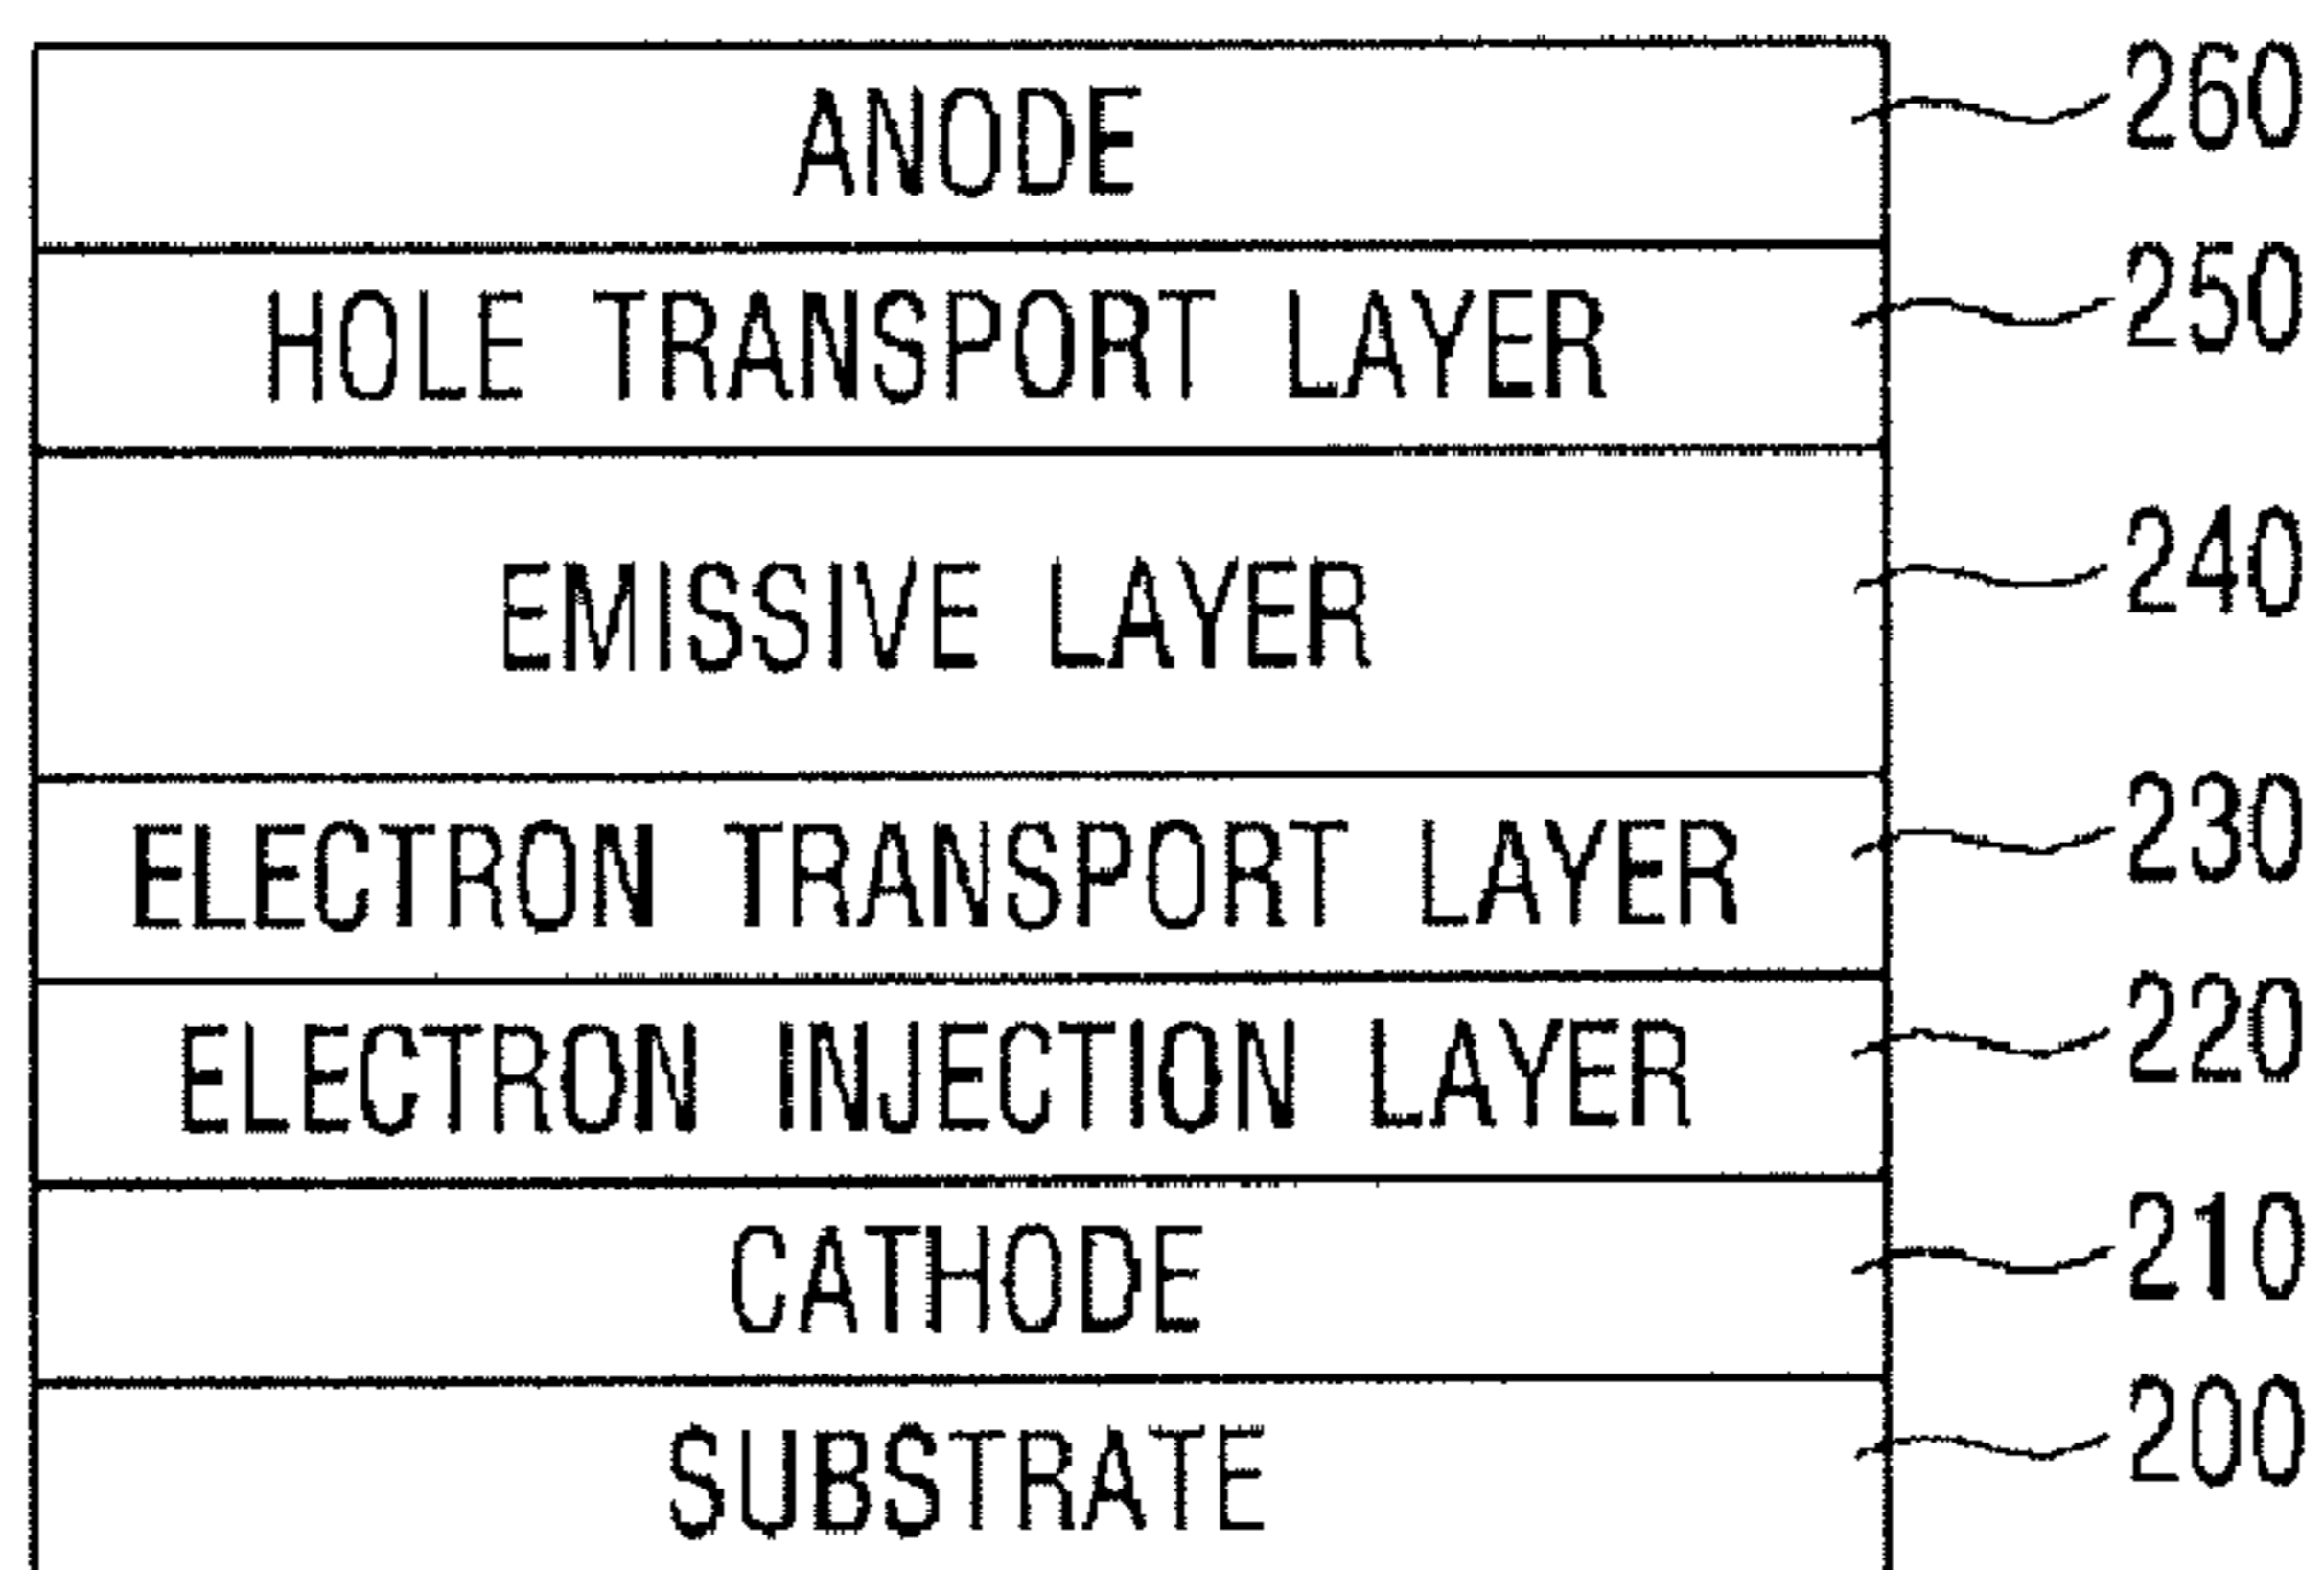 ANODE 260
HOLE TRANSPORT LAYER 250
EMISSIVE LAYER 240
ELECTRON TRANSPORT LAYER 230
ELECTRON INJECTION LAYER 220
CATHODE 210
SUBSTRATE 200